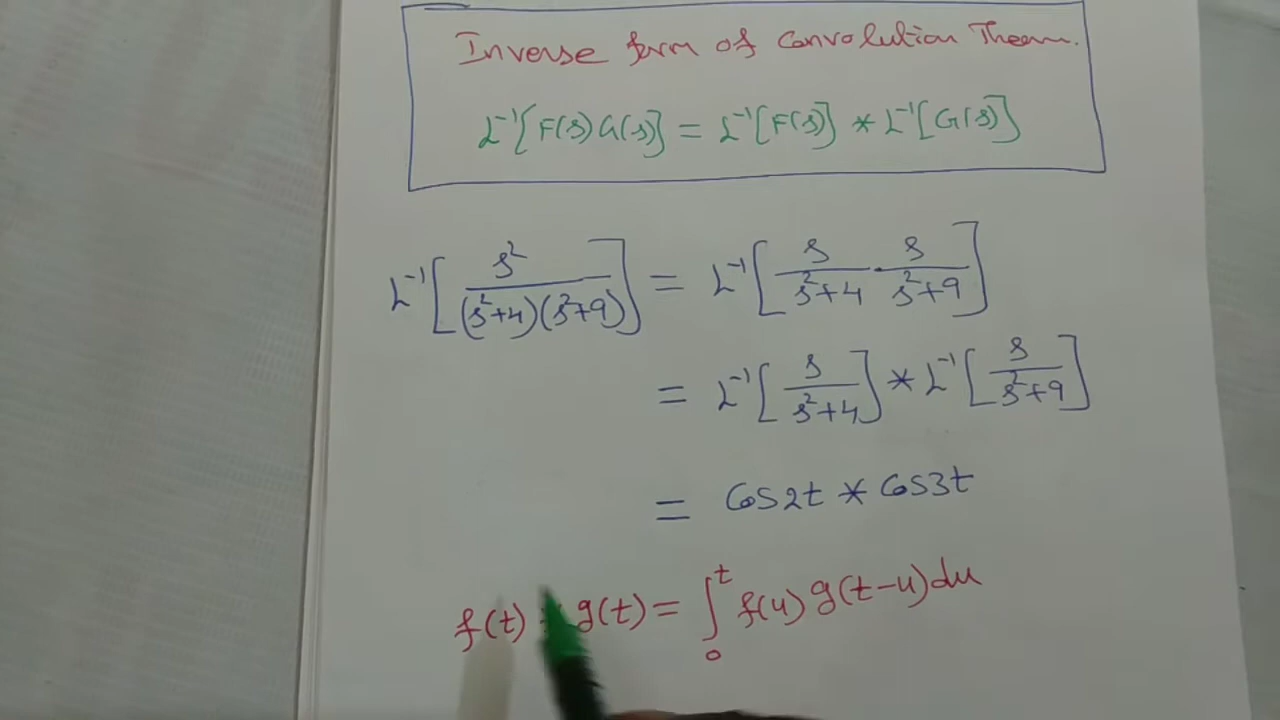 Inverse form of Convolution Theorm.
L⁻¹[F(s)G(s)] = L⁻¹[F(s)] * L⁻¹[G(s)]
L⁻¹[s²/((s²+4)(s²+9))] = L⁻¹[s/(s²+4) · s/(s²+9)]
= L⁻¹[s/(s²+4)] * L⁻¹[s/(s²+9)]
= Cos2t * Cos3t
f(t) * g(t) = ∫₀ᵗ f(u) g(t-u) du